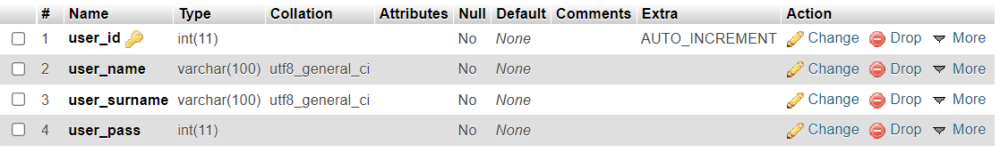 # Name Type Collation Attributes Null Default Comments Extra Action
1 user_id int(11) No None AUTO_INCREMENT Change Drop More
2 user_name varchar(100) utf8_general_ci No None Change Drop More
3 user_surname varchar(100) utf8_general_ci No None Change Drop More
4 user_pass int(11) No None Change Drop More